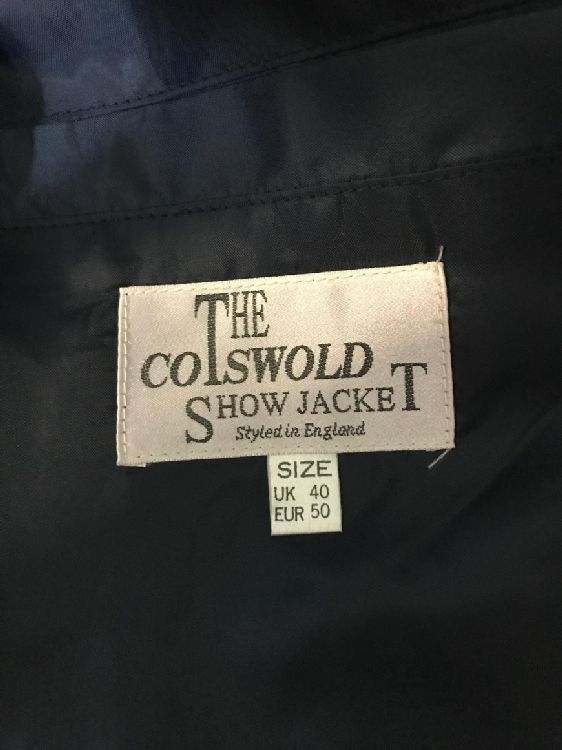 THE
COTSWOLD
SHOW JACKET
Styled in England
SIZE
UK 40
EUR 50